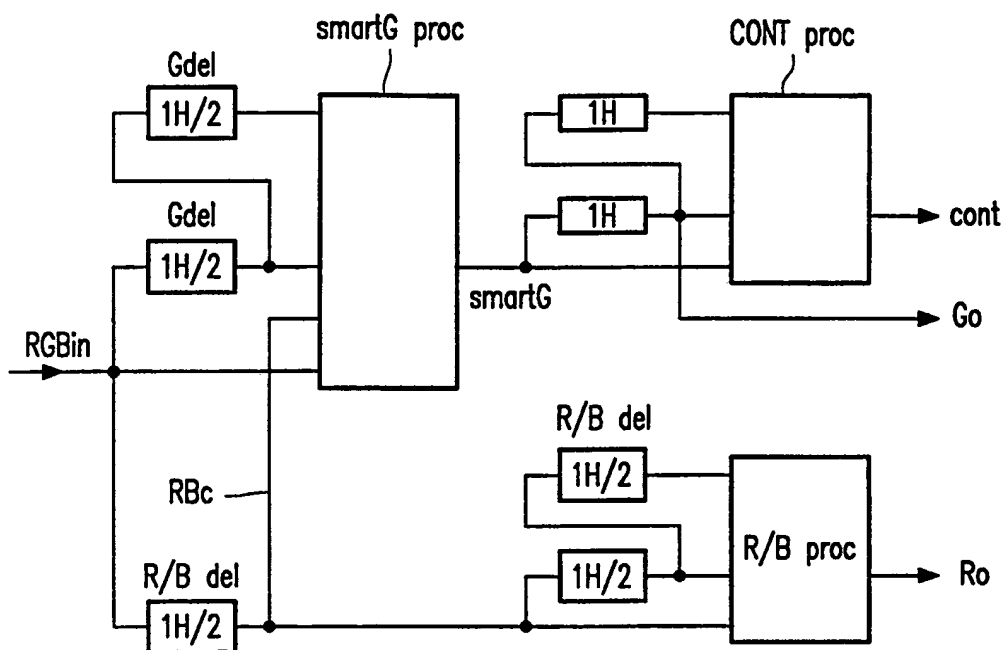 smartG proc
CONT proc
Gdel
1H/2
1H
Gdel
1H/2
1H
cont
smartG
Go
RGBin
R/B del
1H/2
RBc
R/B proc
R/B del
1H/2
Ro
1H/2